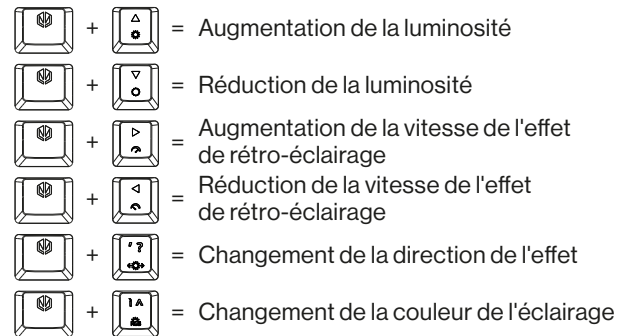 + = Augmentation de la luminosité
+ = Réduction de la luminosité
+ = Augmentation de la vitesse de l'effet
de rétro-éclairage
+ = Réduction de la vitesse de l'effet
de rétro-éclairage
+ ' ? = Changement de la direction de l'effet
+ 1 A = Changement de la couleur de l'éclairage